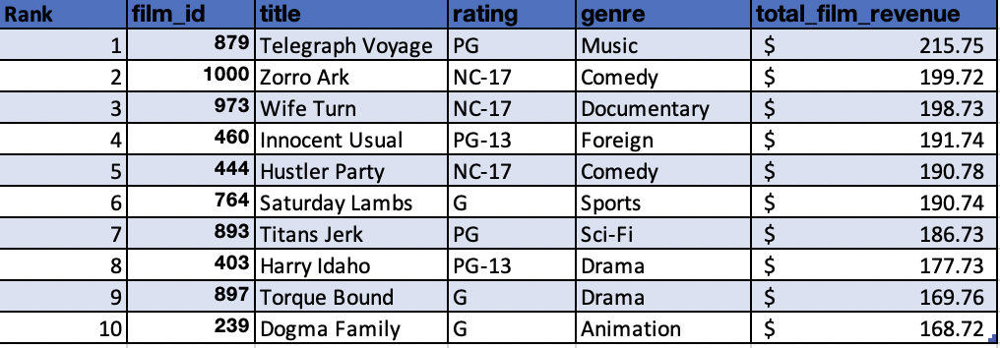 Rank film_id title rating genre total_film_revenue
1 879 Telegraph Voyage PG Music $ 215.75
2 1000 Zorro Ark NC-17 Comedy $ 199.72
3 973 Wife Turn NC-17 Documentary $ 198.73
4 460 Innocent Usual PG-13 Foreign $ 191.74
5 444 Hustler Party NC-17 Comedy $ 190.78
6 764 Saturday Lambs G Sports $ 190.74
7 893 Titans Jerk PG Sci-Fi $ 186.73
8 403 Harry Idaho PG-13 Drama $ 177.73
9 897 Torque Bound G Drama $ 169.76
10 239 Dogma Family G Animation $ 168.72